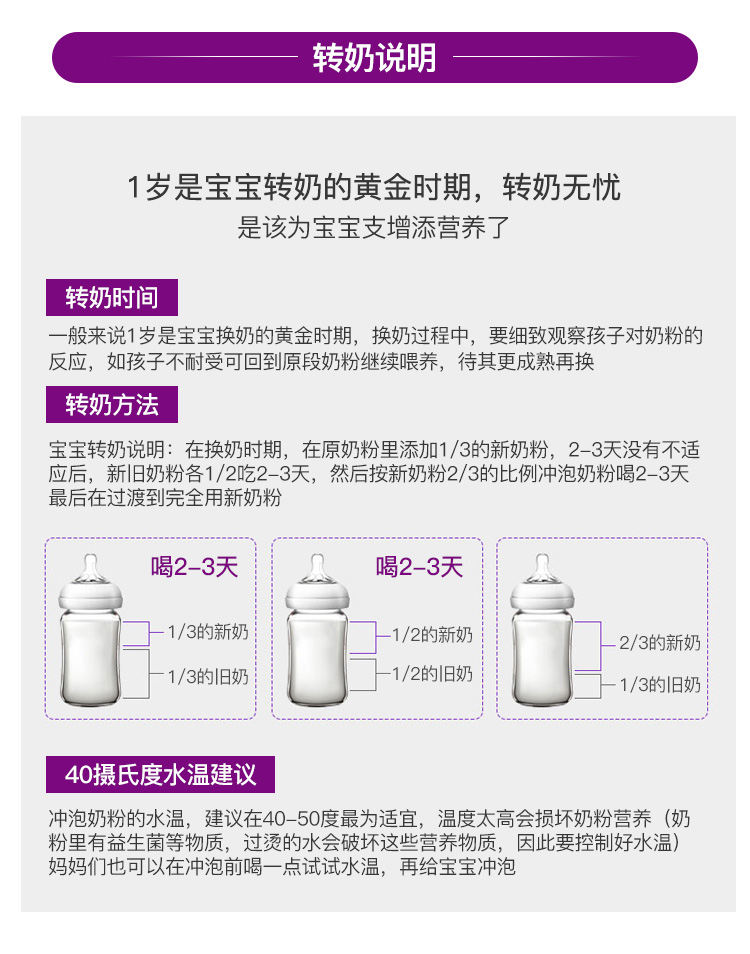 转奶说明
1岁是宝宝转奶的黄金时期，转奶无忧
是该为宝宝支增添营养了
转奶时间
一般来说1岁是宝宝换奶的黄金时期，换奶过程中，要细致观察孩子对奶粉的
反应，如孩子不耐受可回到原段奶粉继续喂养，待其更成熟再换
转奶方法
宝宝转奶说明：在换奶时期，在原奶粉里添加1/3的新奶粉，2-3天没有不适
应后，新旧奶粉各1/2吃2-3天，然后按新奶粉2/3的比例冲泡奶粉喝2-3天
最后在过渡到完全用新奶粉
喝2-3天
1/3的新奶
1/3的旧奶
喝2-3天
1/2的新奶
1/2的旧奶
2/3的新奶
1/3的旧奶
40摄氏度水温建议
冲泡奶粉的水温，建议在40-50度最为适宜，温度太高会损坏奶粉营养（奶
粉里有益生菌等物质，过烫的水会破坏这些营养物质，因此要控制好水温）
妈妈们也可以在冲泡前喝一点试试水温，再给宝宝冲泡